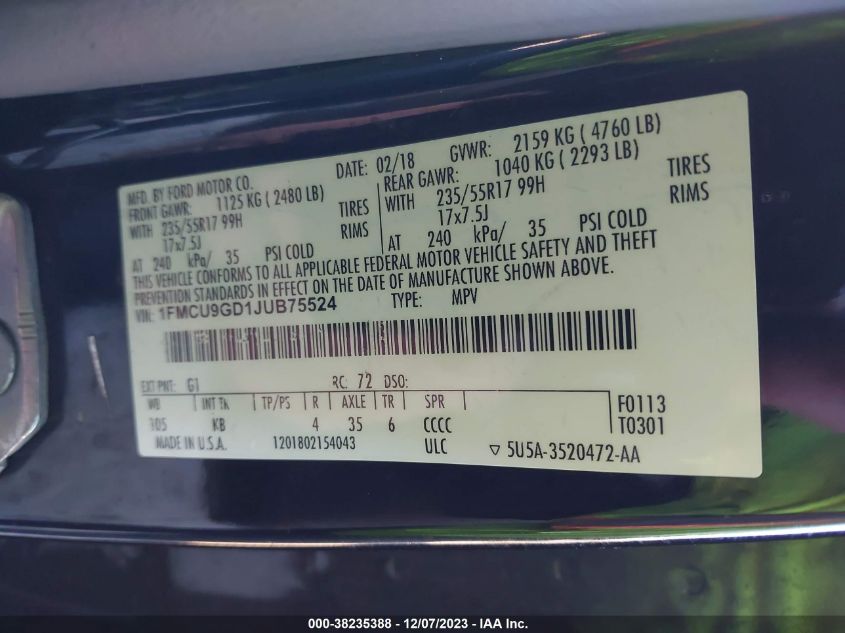 MFD. BY FORD MOTOR CO. DATE: 02/18 GVWR: 2159 KG ( 4760 LB)
FRONT GAWR: 1125 KG ( 2480 LB) REAR GAWR: 1040 KG ( 2293 LB)
WITH 235/55R17 99H TIRES WITH 235/55R17 99H TIRES
17x7.5J RIMS 17x7.5J RIMS
AT 240 kPa/ 35 PSI COLD AT 240 kPa/ 35 PSI COLD
THIS VEHICLE CONFORMS TO ALL APPLICABLE FEDERAL MOTOR VEHICLE SAFETY AND THEFT
PREVENTION STANDARDS IN EFFECT ON THE DATE OF MANUFACTURE SHOWN ABOVE.
VIN: 1FMCU9GD1JUB75524 TYPE: MPV
EXT PNT: G1 RC: 72 DSO:
WB INT TR TP/PS R AXLE TR SPR F0113
105 KB 4 35 6 CCCC T0301
MADE IN U.S.A. 1201802154043 ULC ▽ 5U5A-3520472-AA
000-38235388 - 12/07/2023 - IAA Inc.